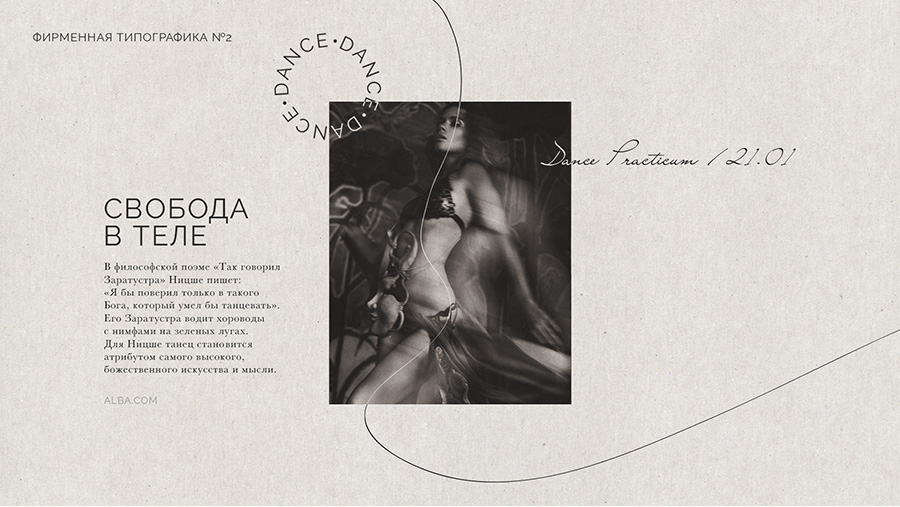 ФИРМЕННАЯ ТИПОГРАФИКА №2
DANCE•DANCE•DANCE•DANCE•
Dance Practicum / 21.01
СВОБОДА
В ТЕЛЕ
В философской поэме «Так говорил
Заратустра» Ницше пишет:
«Я бы поверил только в такого
Бога, который умел бы танцевать».
Его Заратустра водит хороводы
с нимфами на зеленых лугах.
Для Ницше танец становится
атрибутом самого высокого,
божественного искусства и мысли.
ALBA.COM